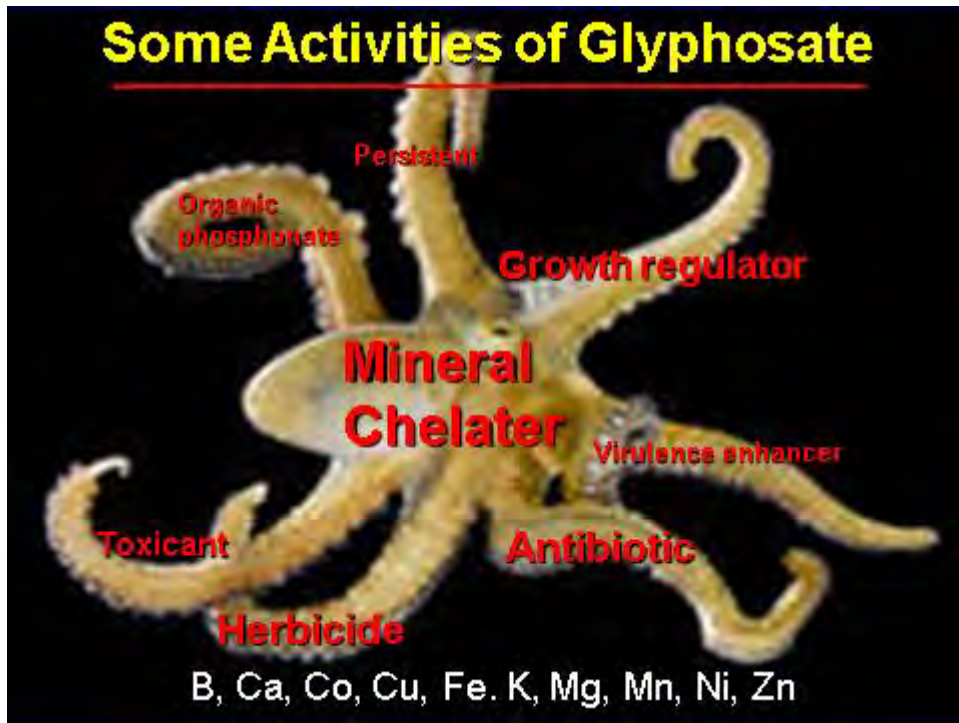 Some Activities of Glyphosate
Persistent
Organic
phosphonate
Growth regulator
Mineral
Chelater
Virulence enhancer
Toxicant
Antibiotic
Herbicide
B, Ca, Co, Cu, Fe. K, Mg, Mn, Ni, Zn